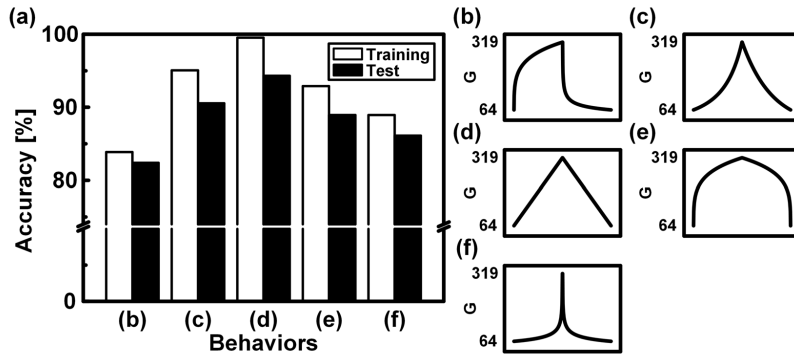 (a)
Accuracy [%]
100
90
80
0
Training
Test
(b)
(c)
(d)
(e)
(f)
Behaviors
(b)
319
G
64
(c)
319
G
64
(d)
319
G
64
(e)
319
G
64
(f)
319
G
64